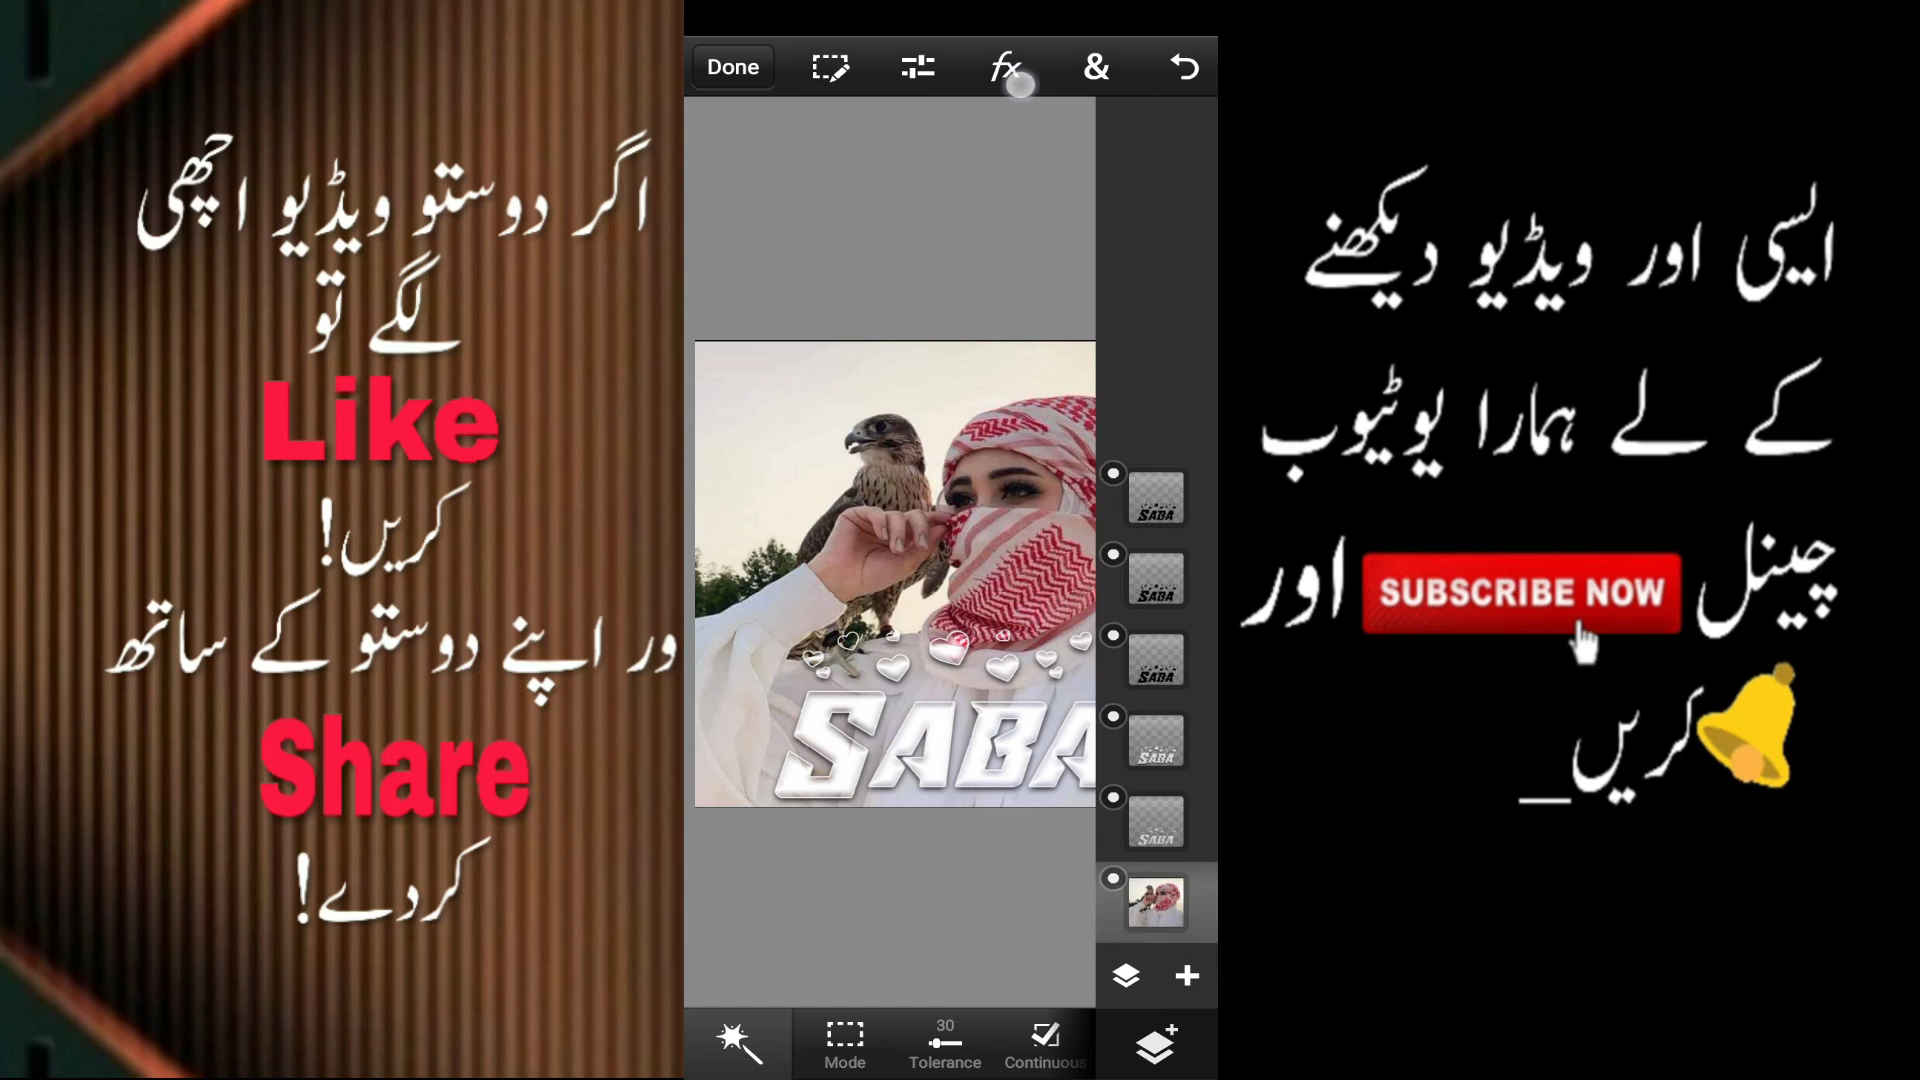 اگر دوستو ویڈیو اچھی
لگے تو
Like
کریں!
ور اپنے دوستو کے ساتھ
Share
کردے!
Done
fx
&
SABA
SABA
SABA
SABA
SABA
SABA
30
Mode
Tolerance
Continuous
ایسی اور ویڈیو دیکھنے
کے لے ہمارا یوٹیوب
چینل SUBSCRIBE NOW اور
کریں_